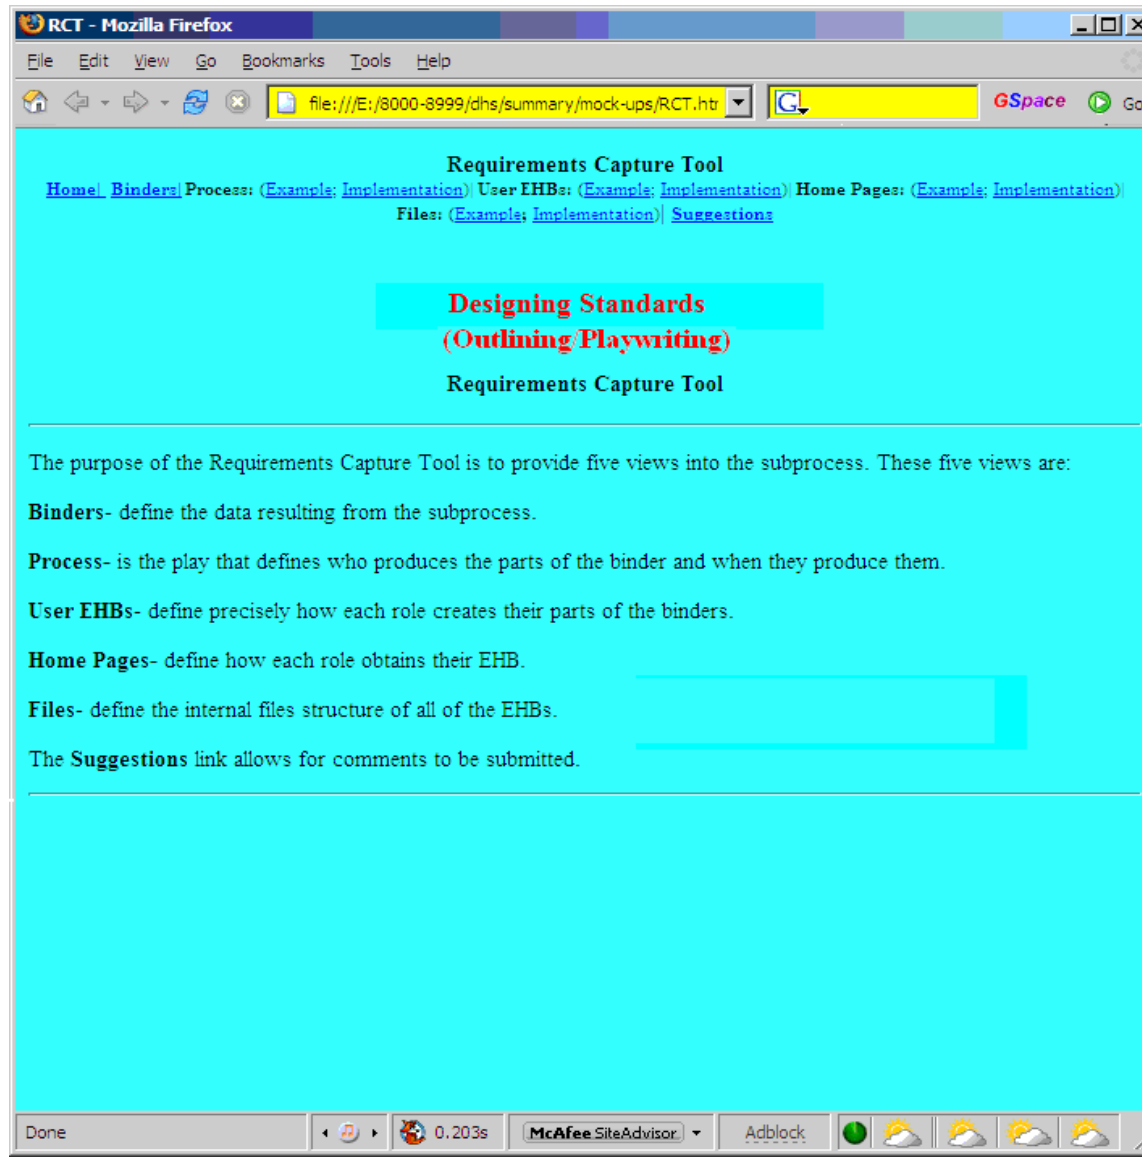 RCT - Mozilla Firefox
File Edit View Go Bookmarks Tools Help
file:///E:/8000-8999/dhs/summary/mock-ups/RCT.htr G GSpace Go
Requirements Capture Tool
Home| Binders| Process: (Example; Implementation)| User EHBs: (Example; Implementation)| Home Pages: (Example; Implementation)|
Files: (Example; Implementation)| Suggestions
Designing Standards
(Outlining/Playwriting)
Requirements Capture Tool
The purpose of the Requirements Capture Tool is to provide five views into the subprocess. These five views are:
Binders- define the data resulting from the subprocess.
Process- is the play that defines who produces the parts of the binder and when they produce them.
User EHBs- define precisely how each role creates their parts of the binders.
Home Pages- define how each role obtains their EHB.
Files- define the internal files structure of all of the EHBs.
The Suggestions link allows for comments to be submitted.
Done 0.203s McAfee SiteAdvisor Adblock